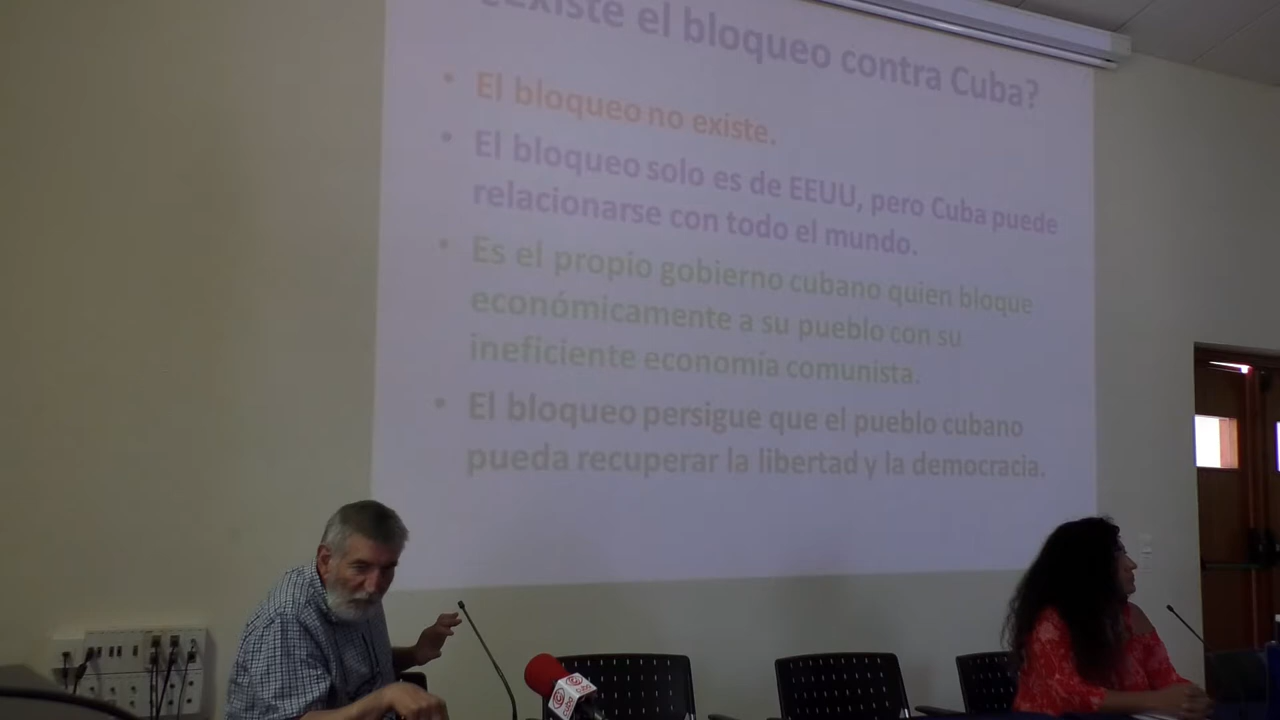 ¿Existe el bloqueo contra Cuba?
• El bloqueo no existe.
• El bloqueo solo es de EEUU, pero Cuba puede
relacionarse con todo el mundo.
• Es el propio gobierno cubano quien bloque
económicamente a su pueblo con su
ineficiente economía comunista.
• El bloqueo persigue que el pueblo cubano
pueda recuperar la libertad y la democracia.